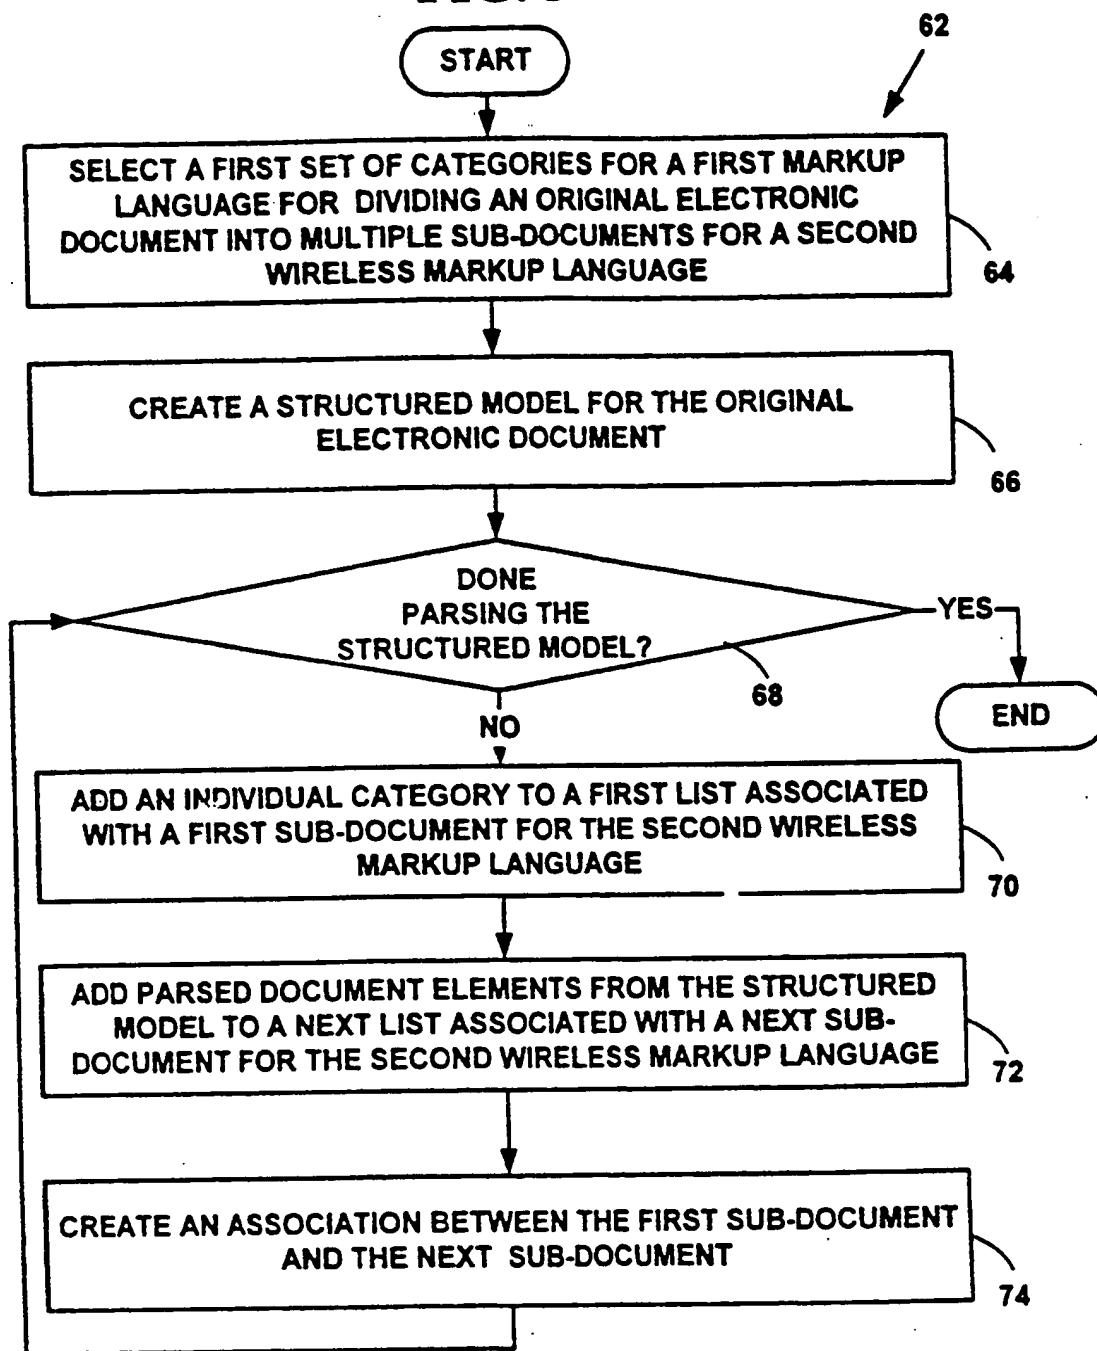 62
START
SELECT A FIRST SET OF CATEGORIES FOR A FIRST MARKUP
LANGUAGE FOR DIVIDING AN ORIGINAL ELECTRONIC
DOCUMENT INTO MULTIPLE SUB-DOCUMENTS FOR A SECOND
WIRELESS MARKUP LANGUAGE
64
CREATE A STRUCTURED MODEL FOR THE ORIGINAL
ELECTRONIC DOCUMENT
66
DONE
PARSING THE
STRUCTURED MODEL?
YES
68
END
NO
ADD AN INDIVIDUAL CATEGORY TO A FIRST LIST ASSOCIATED
WITH A FIRST SUB-DOCUMENT FOR THE SECOND WIRELESS
MARKUP LANGUAGE
70
ADD PARSED DOCUMENT ELEMENTS FROM THE STRUCTURED
MODEL TO A NEXT LIST ASSOCIATED WITH A NEXT SUB-
DOCUMENT FOR THE SECOND WIRELESS MARKUP LANGUAGE
72
CREATE AN ASSOCIATION BETWEEN THE FIRST SUB-DOCUMENT
AND THE NEXT SUB-DOCUMENT
74